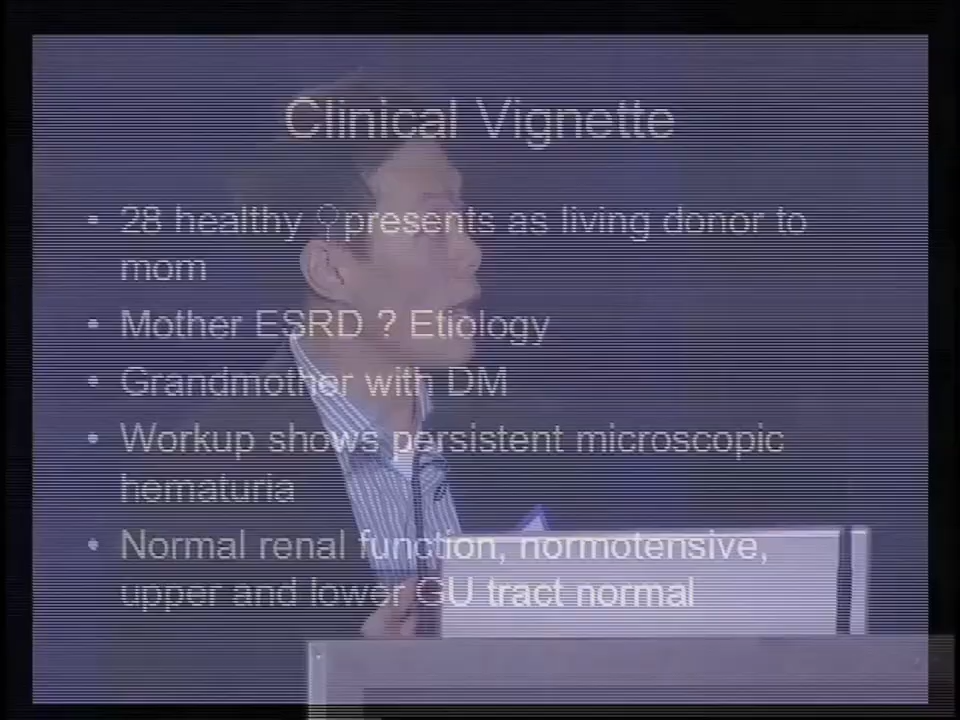 Clinical Vignette
• 28 healthy ♀presents as living donor to
mom
• Mother ESRD ? Etiology
• Grandmother with DM
• Workup shows persistent microscopic
hematuria
• Normal renal function, normotensive,
upper and lower GU tract normal